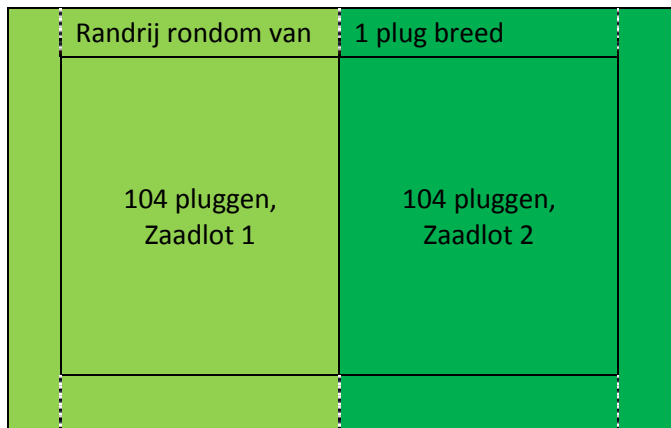 Randrij rondom van 1 plug breed
104 pluggen,
Zaadlot 1
104 pluggen,
Zaadlot 2